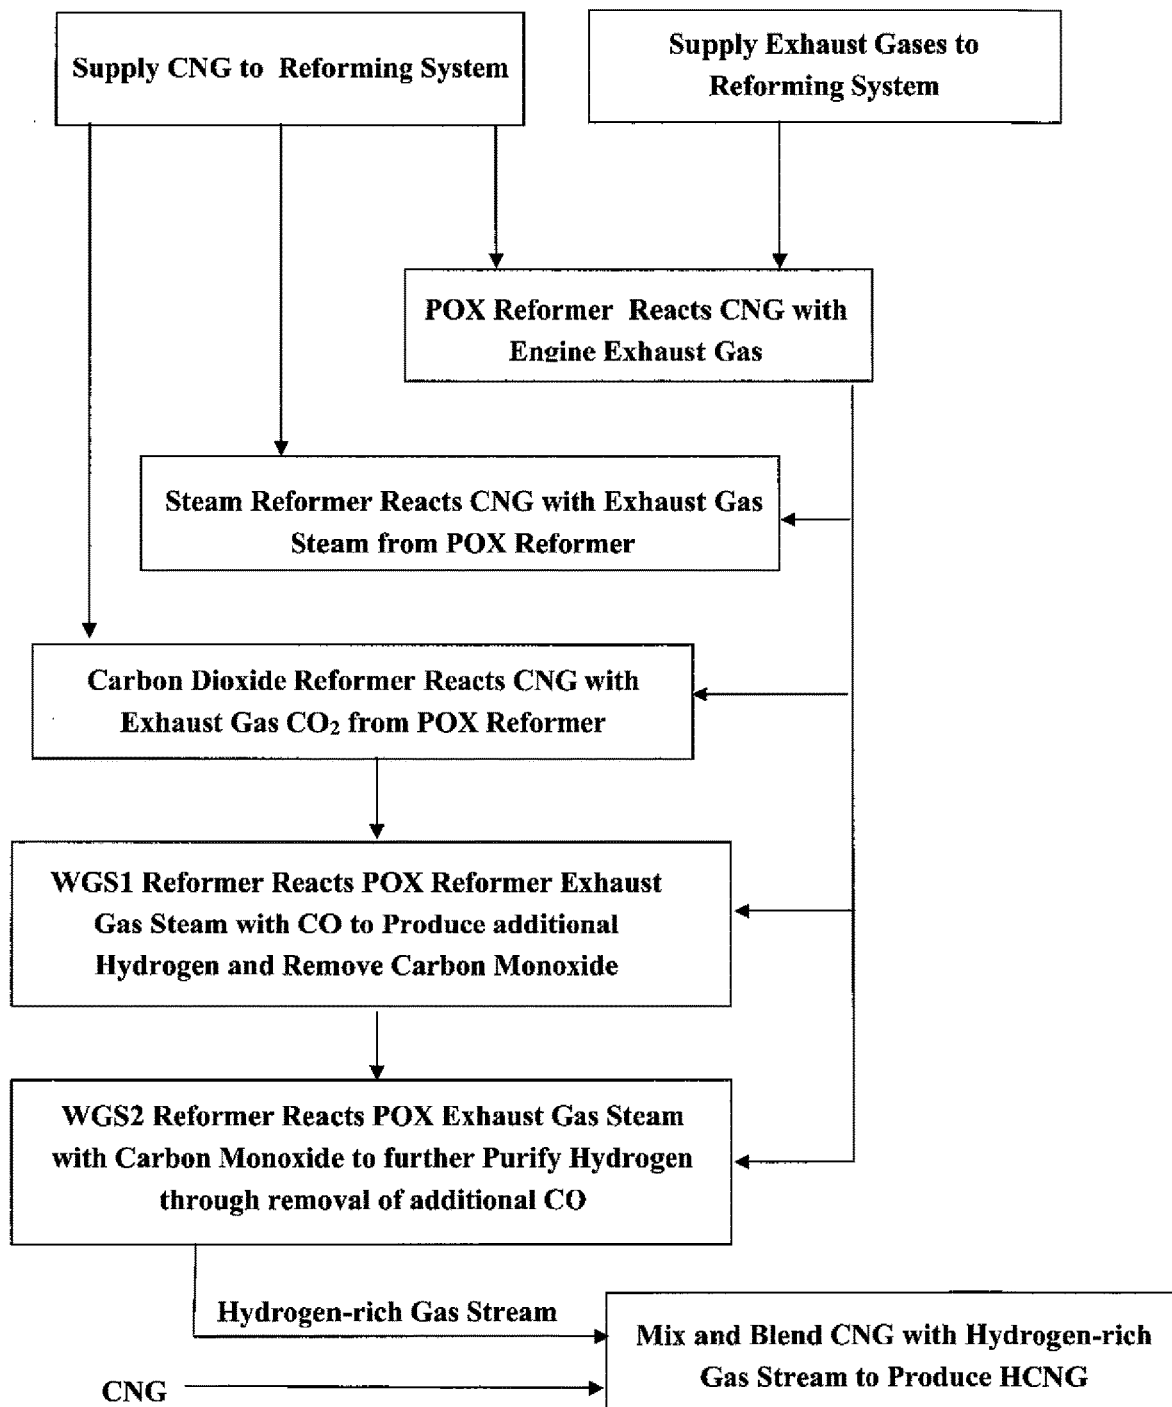 Supply CNG to Reforming System
Supply Exhaust Gases to
Reforming System
POX Reformer Reacts CNG with
Engine Exhaust Gas
Steam Reformer Reacts CNG with Exhaust Gas
Steam from POX Reformer
Carbon Dioxide Reformer Reacts CNG with
Exhaust Gas CO₂ from POX Reformer
WGS1 Reformer Reacts POX Reformer Exhaust
Gas Steam with CO to Produce additional
Hydrogen and Remove Carbon Monoxide
WGS2 Reformer Reacts POX Exhaust Gas Steam
with Carbon Monoxide to further Purify Hydrogen
through removal of additional CO
Hydrogen-rich Gas Stream
Mix and Blend CNG with Hydrogen-rich
Gas Stream to Produce HCNG
CNG